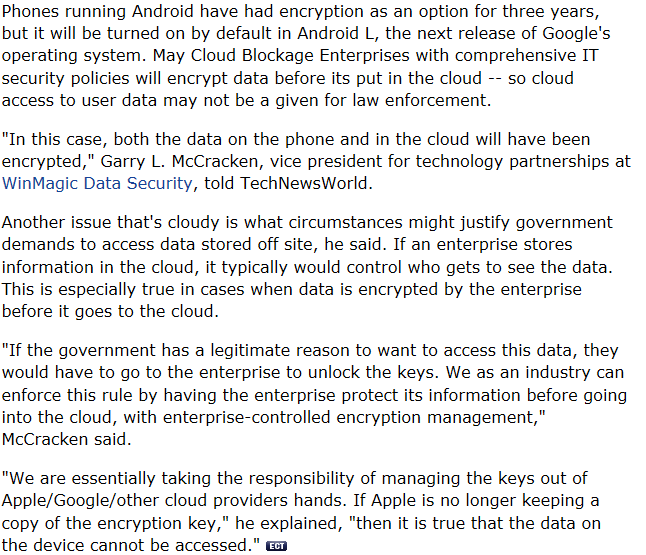 Phones running Android have had encryption as an option for three years,
but it will be turned on by default in Android L, the next release of Google's
operating system. May Cloud Blockage Enterprises with comprehensive IT
security policies will encrypt data before its put in the cloud -- so cloud
access to user data may not be a given for law enforcement.
"In this case, both the data on the phone and in the cloud will have been
encrypted," Garry L. McCracken, vice president for technology partnerships at
WinMagic Data Security, told TechNewsWorld.
Another issue that's cloudy is what circumstances might justify government
demands to access data stored off site, he said. If an enterprise stores
information in the cloud, it typically would control who gets to see the data.
This is especially true in cases when data is encrypted by the enterprise
before it goes to the cloud.
"If the government has a legitimate reason to want to access this data, they
would have to go to the enterprise to unlock the keys. We as an industry can
enforce this rule by having the enterprise protect its information before going
into the cloud, with enterprise-controlled encryption management,"
McCracken said.
"We are essentially taking the responsibility of managing the keys out of
Apple/Google/other cloud providers hands. If Apple is no longer keeping a
copy of the encryption key," he explained, "then it is true that the data on
the device cannot be accessed." ECT